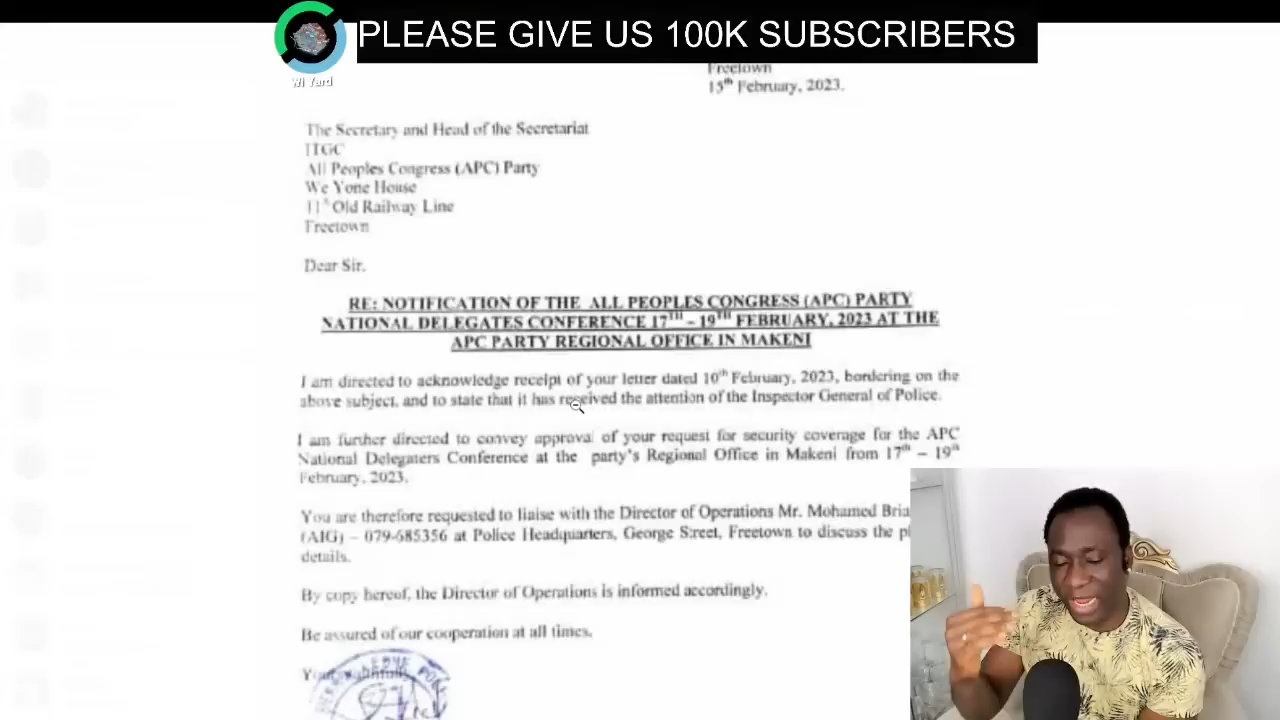 PLEASE GIVE US 100K SUBSCRIBERS
Wi Yard
Freetown
15th February, 2023.
The Secretary and Head of the Secretariat
ITGC
All Peoples Congress (APC) Party
We Yone House
11A Old Railway Line
Freetown
Dear Sir.
RE: NOTIFICATION OF THE ALL PEOPLES CONGRESS (APC) PARTY
NATIONAL DELEGATES CONFERENCE 17TH – 19TH FEBRUARY, 2023 AT THE
APC PARTY REGIONAL OFFICE IN MAKENI
I am directed to acknowledge receipt of your letter dated 10th February, 2023, bordering on the
above subject, and to state that it has received the attention of the Inspector General of Police.
I am further directed to convey approval of your request for security coverage for the APC
National Delegaters Conference at the party's Regional Office in Makeni from 17th – 19th
February, 2023.
You are therefore requested to liaise with the Director of Operations Mr. Mohamed Bria
(AIG) – 079-685356 at Police Headquarters, George Street, Freetown to discuss the
details.
By copy hereof, the Director of Operations is informed accordingly.
Be assured of our cooperation at all times.